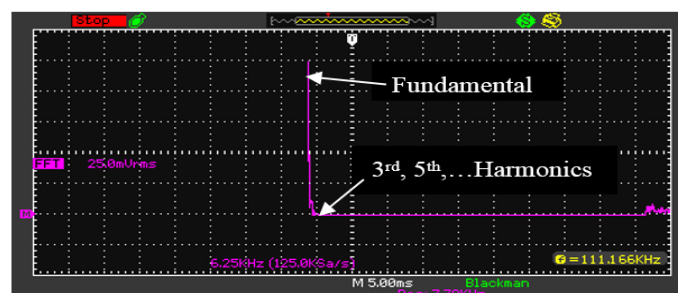 Stop
S
T
Fundamental
FFT 25.0mVrms
3rd, 5th,...Harmonics
M
6.25KHz (125.0KSa/s)
=111.166KHz
M 5.00ms Blackman